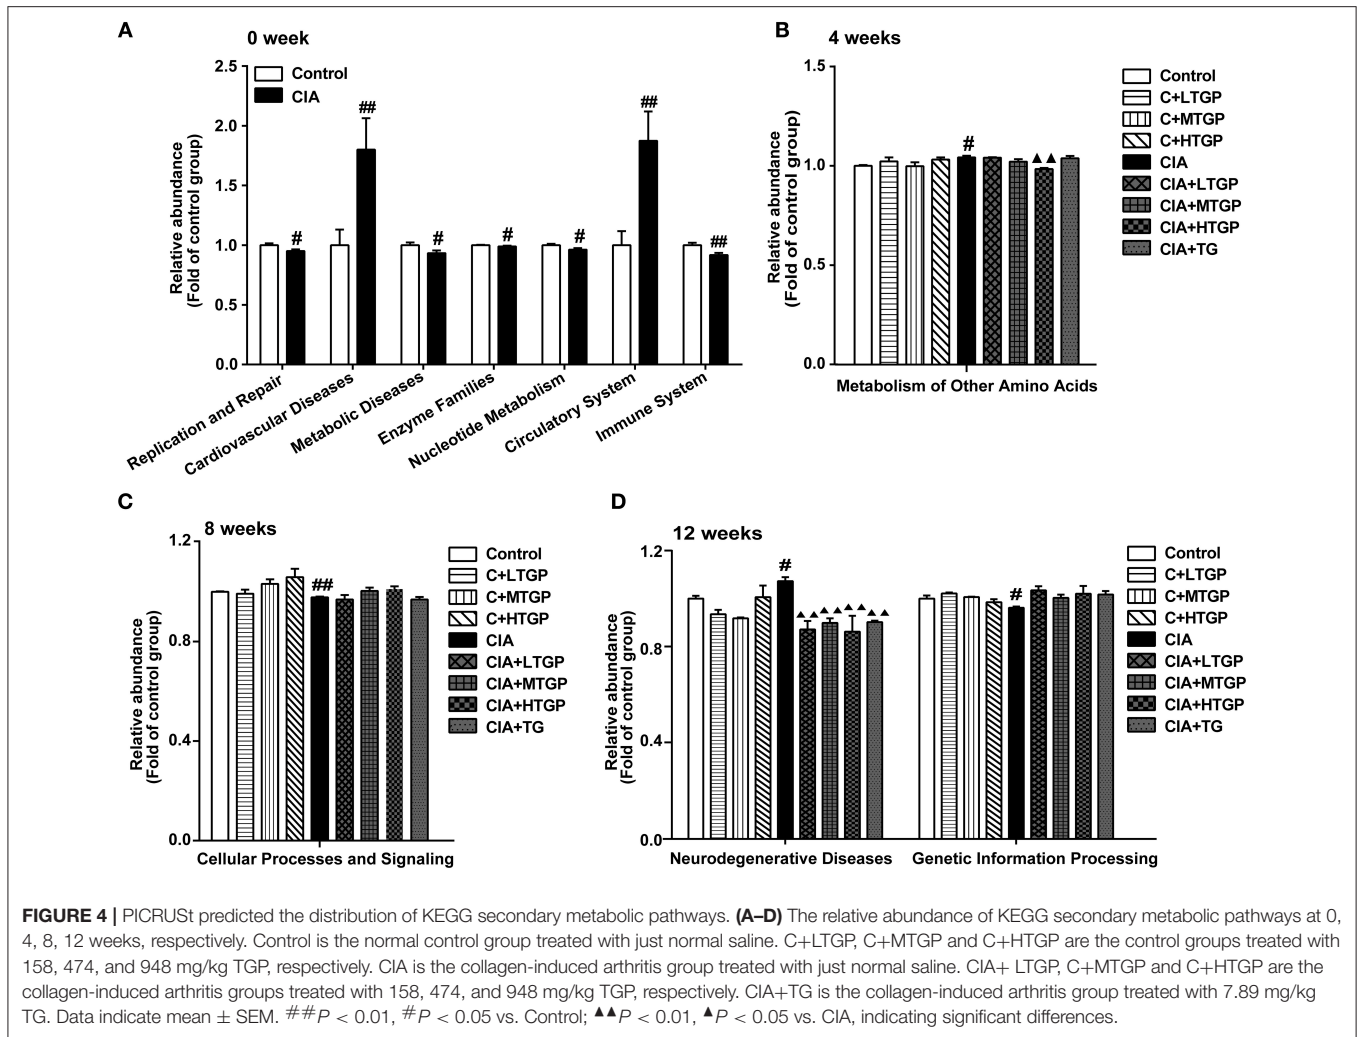 A
0 week
2.5
2.0
1.5
1.0
0.5
0.0
Relative abundance
(Fold of control group)
Control
CIA
#
##
#
#
#
##
##
Replication and Repair
Cardiovascular Diseases
Metabolic Diseases
Enzyme Families
Nucleotide Metabolism
Circulatory System
Immune System
B
4 weeks
1.5
1.0
0.5
0.0
Relative abundance
(Fold of control group)
#
▲▲
Metabolism of Other Amino Acids
Control
C+LTGP
C+MTGP
C+HTGP
CIA
CIA+LTGP
CIA+MTGP
CIA+HTGP
CIA+TG
C
8 weeks
1.2
0.8
0.4
0.0
Relative abundance
(Fold of control group)
##
Cellular Processes and Signaling
Control
C+LTGP
C+MTGP
C+HTGP
CIA
CIA+LTGP
CIA+MTGP
CIA+HTGP
CIA+TG
D
12 weeks
1.2
0.8
0.4
0.0
Relative abundance
(Fold of control group)
#
▲▲ ▲▲ ▲▲ ▲▲
#
Neurodegenerative Diseases
Genetic Information Processing
Control
C+LTGP
C+MTGP
C+HTGP
CIA
CIA+LTGP
CIA+MTGP
CIA+HTGP
CIA+TG
FIGURE 4 | PICRUSt predicted the distribution of KEGG secondary metabolic pathways. (A–D) The relative abundance of KEGG secondary metabolic pathways at 0,
4, 8, 12 weeks, respectively. Control is the normal control group treated with just normal saline. C+LTGP, C+MTGP and C+HTGP are the control groups treated with
158, 474, and 948 mg/kg TGP, respectively. CIA is the collagen-induced arthritis group treated with just normal saline. CIA+ LTGP, C+MTGP and C+HTGP are the
collagen-induced arthritis groups treated with 158, 474, and 948 mg/kg TGP, respectively. CIA+TG is the collagen-induced arthritis group treated with 7.89 mg/kg
TG. Data indicate mean ± SEM. ##P < 0.01, #P < 0.05 vs. Control; ▲▲P < 0.01, ▲P < 0.05 vs. CIA, indicating significant differences.